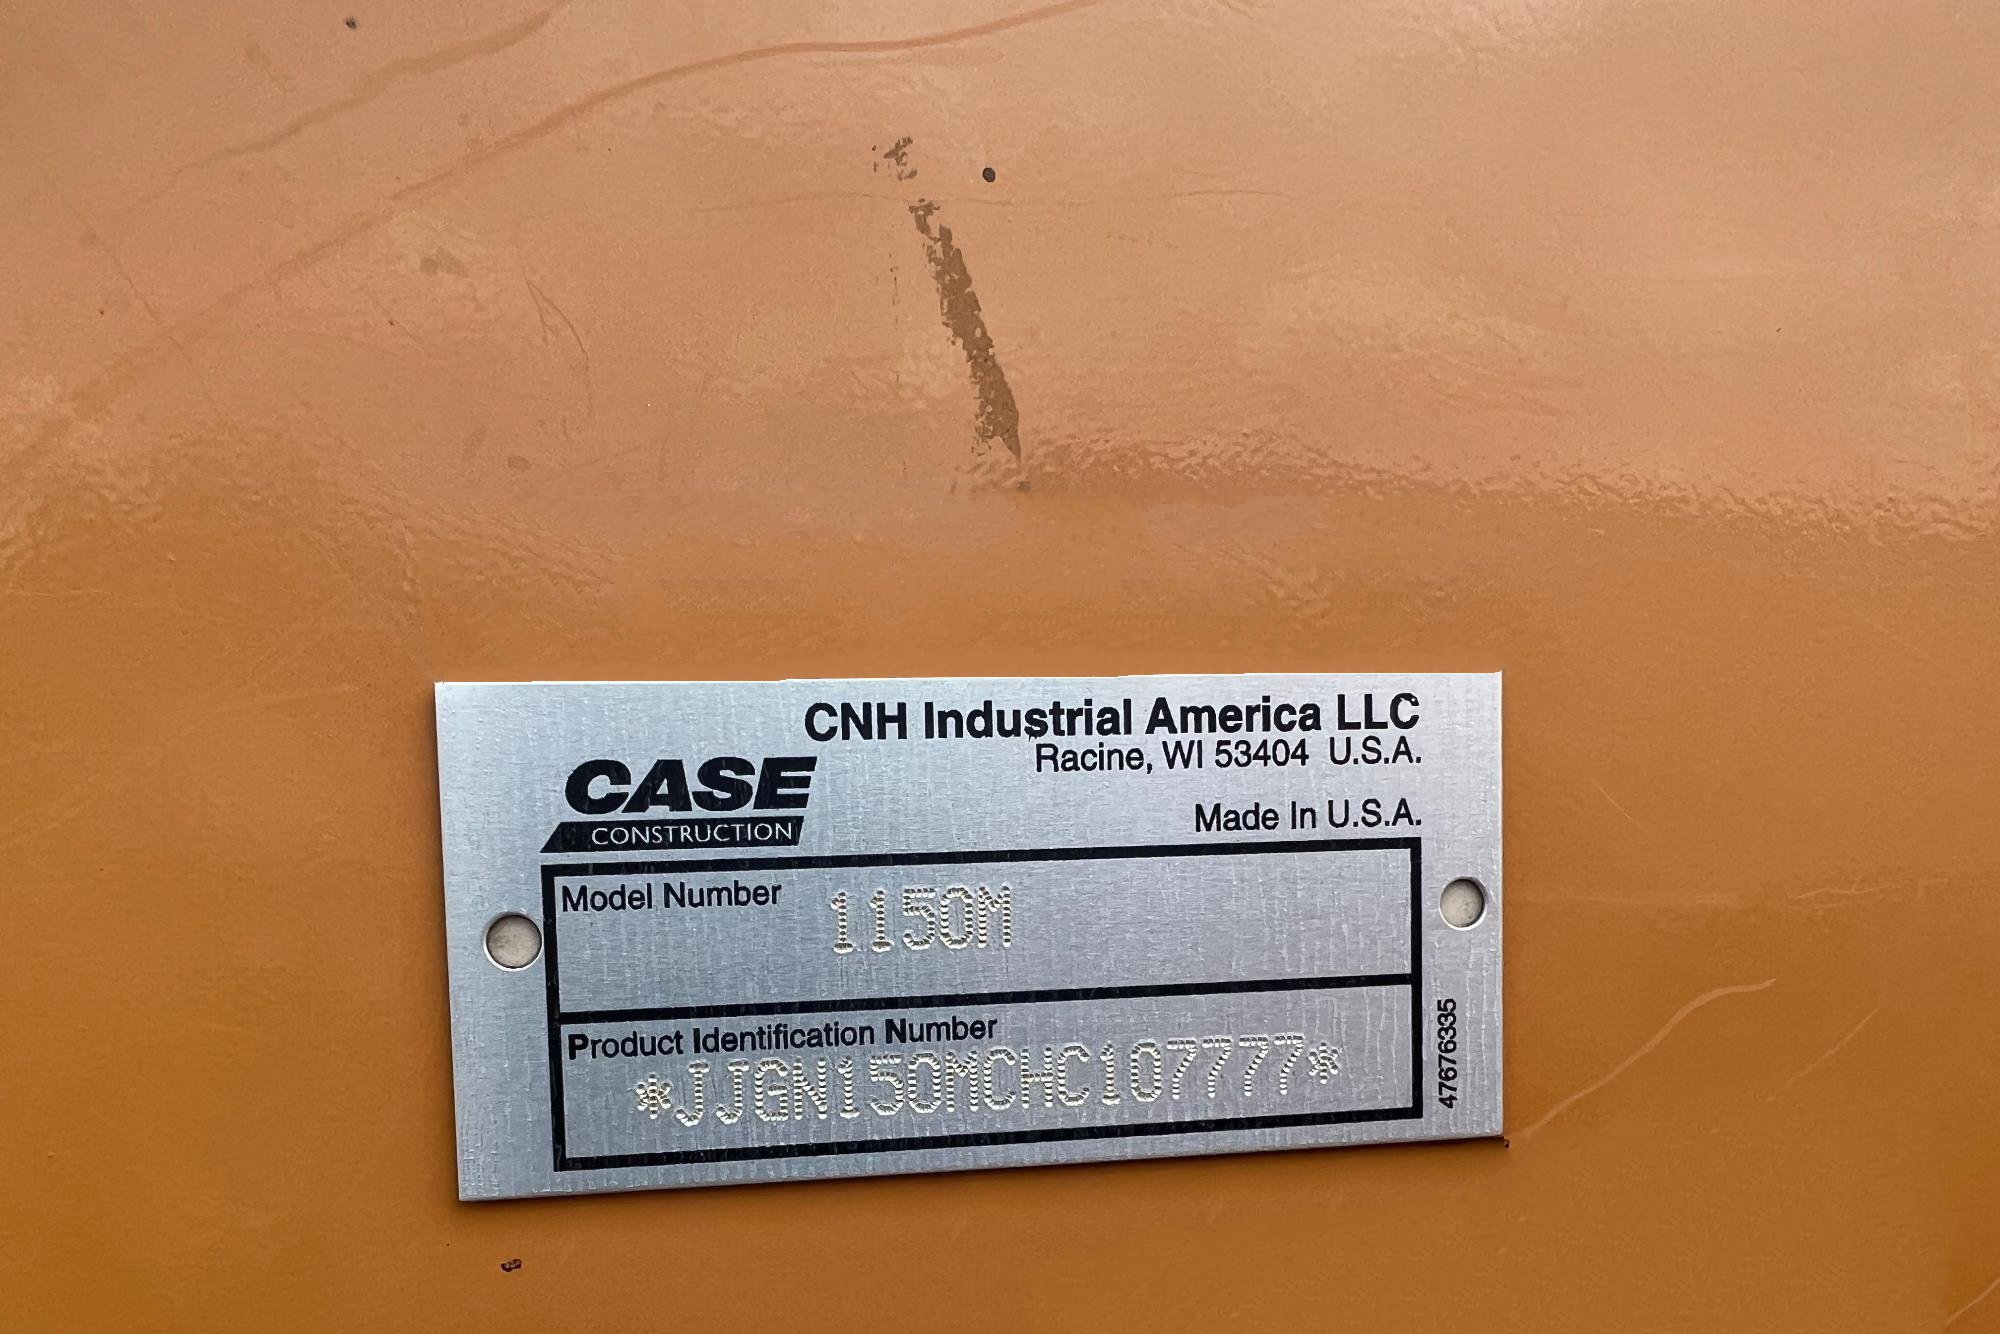 CNH Industrial America LLC
Racine, WI 53404 U.S.A.
CASE
CONSTRUCTION
Made In U.S.A.
Model Number 1150M
Product Identification Number
*JJGN150MCHC107777*
47676335